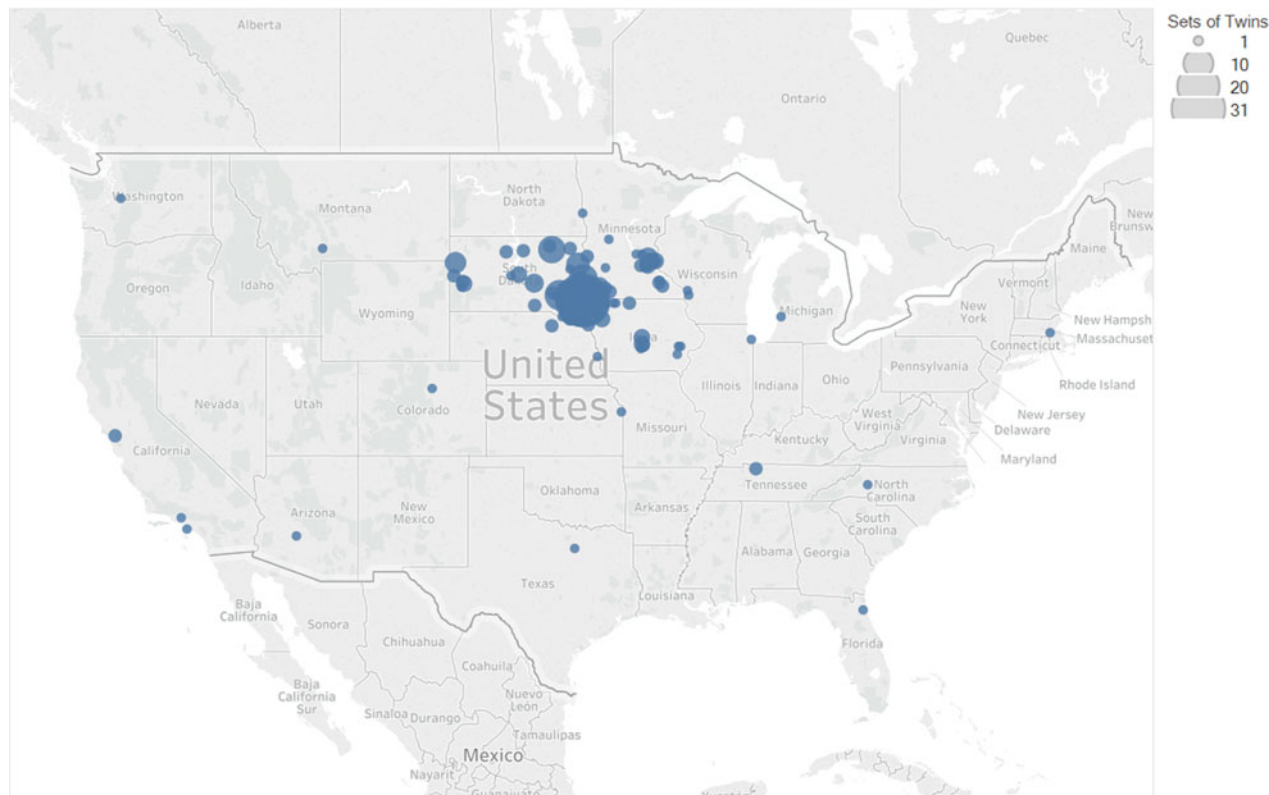 Alberta
Quebec
Ontario
Sets of Twins
1
10
20
31
Washington
Montana
North
Dakota
Minnesota
New
Brunsw
Maine
Oregon
Idaho
Wyoming
South
Wisconsin
Michigan
Vermont
New
York
New Hampsh
Massachuset
Connecticut
Rhode Island
Nevada
Utah
Colorado
United
States
Illinois
Indiana
Ohio
Pennsylvania
New Jersey
Delaware
Maryland
California
Missouri
West
Virginia
Virginia
Kentucky
Arizona
New
Mexico
Oklahoma
Arkansas
Tennessee
North
Carolina
South
Carolina
Texas
Louisiana
Alabama
Georgia
Florida
Baja
California
Sonora
Chihuahua
Coahuila
Baja
California
Sur
Sinaloa
Durango
Nuevo
León
Tamaulipas
Mexico
Nayarit